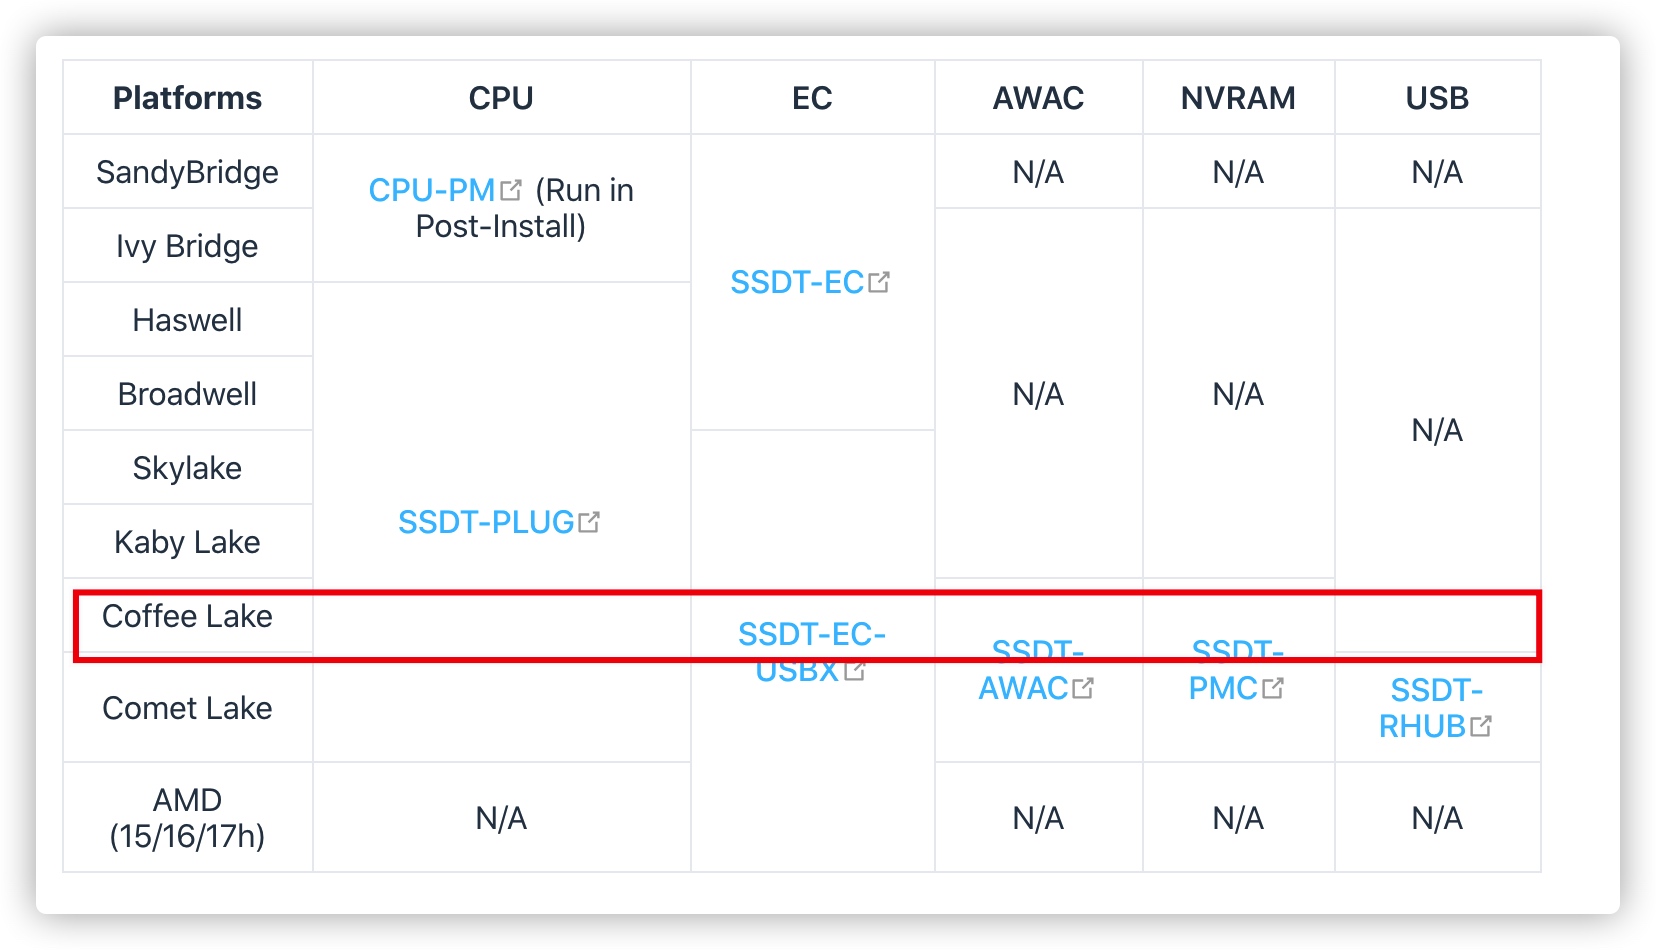 Platforms CPU EC AWAC NVRAM USB
SandyBridge N/A N/A N/A
CPU-PM (Run in
Post-Install)
Ivy Bridge
SSDT-EC
Haswell
Broadwell N/A N/A
N/A
Skylake
SSDT-PLUG
Kaby Lake
Coffee Lake
SSDT-EC-
USBX
SSDT-
AWAC
SSDT-
PMC
Comet Lake
SSDT-
RHUB
AMD
(15/16/17h)
N/A N/A N/A N/A